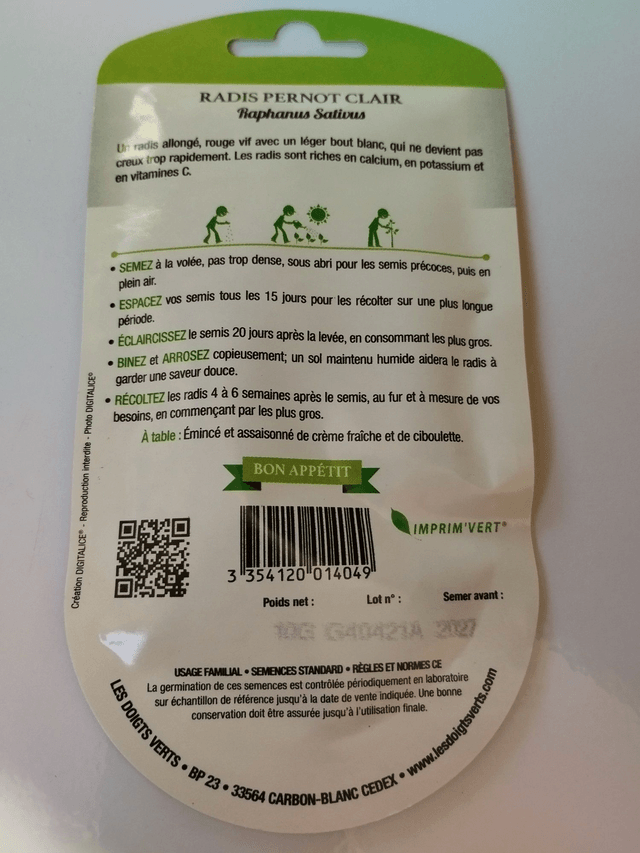 RADIS PERNOT CLAIR
Raphanus Sativus
Un radis allongé, rouge vif avec un léger bout blanc, qui ne devient pas
creux trop rapidement. Les radis sont riches en calcium, en potassium et
en vitamines C.
• SEMEZ à la volée, pas trop dense, sous abri pour les semis précoces, puis en
plein air.
• ESPACEZ vos semis tous les 15 jours pour les récolter sur une plus longue
période.
• ÉCLAIRCISSEZ le semis 20 jours après la levée, en consommant les plus gros.
• BINEZ et ARROSEZ copieusement; un sol maintenu humide aidera le radis à
garder une saveur douce.
• RÉCOLTEZ les radis 4 à 6 semaines après le semis, au fur et à mesure de vos
besoins, en commençant par les plus gros.
À table : Émincé et assaisonné de crème fraîche et de ciboulette.
BON APPÉTIT
Création DIGITALICE® - Reproduction interdite - Photo DIGITALICE®
IMPRIM'VERT®
3 354120 014049
Poids net : Lot n° : Semer avant :
10G G40421A 2027
USAGE FAMILIAL • SEMENCES STANDARD • RÈGLES ET NORMES CE
La germination de ces semences est contrôlée périodiquement en laboratoire
sur échantillon de référence jusqu'à la date de vente indiquée. Une bonne
conservation doit être assurée jusqu'à l'utilisation finale.
LES DOIGTS VERTS • BP 23 • 33564 CARBON-BLANC CEDEX • www.lesdoigtsverts.com